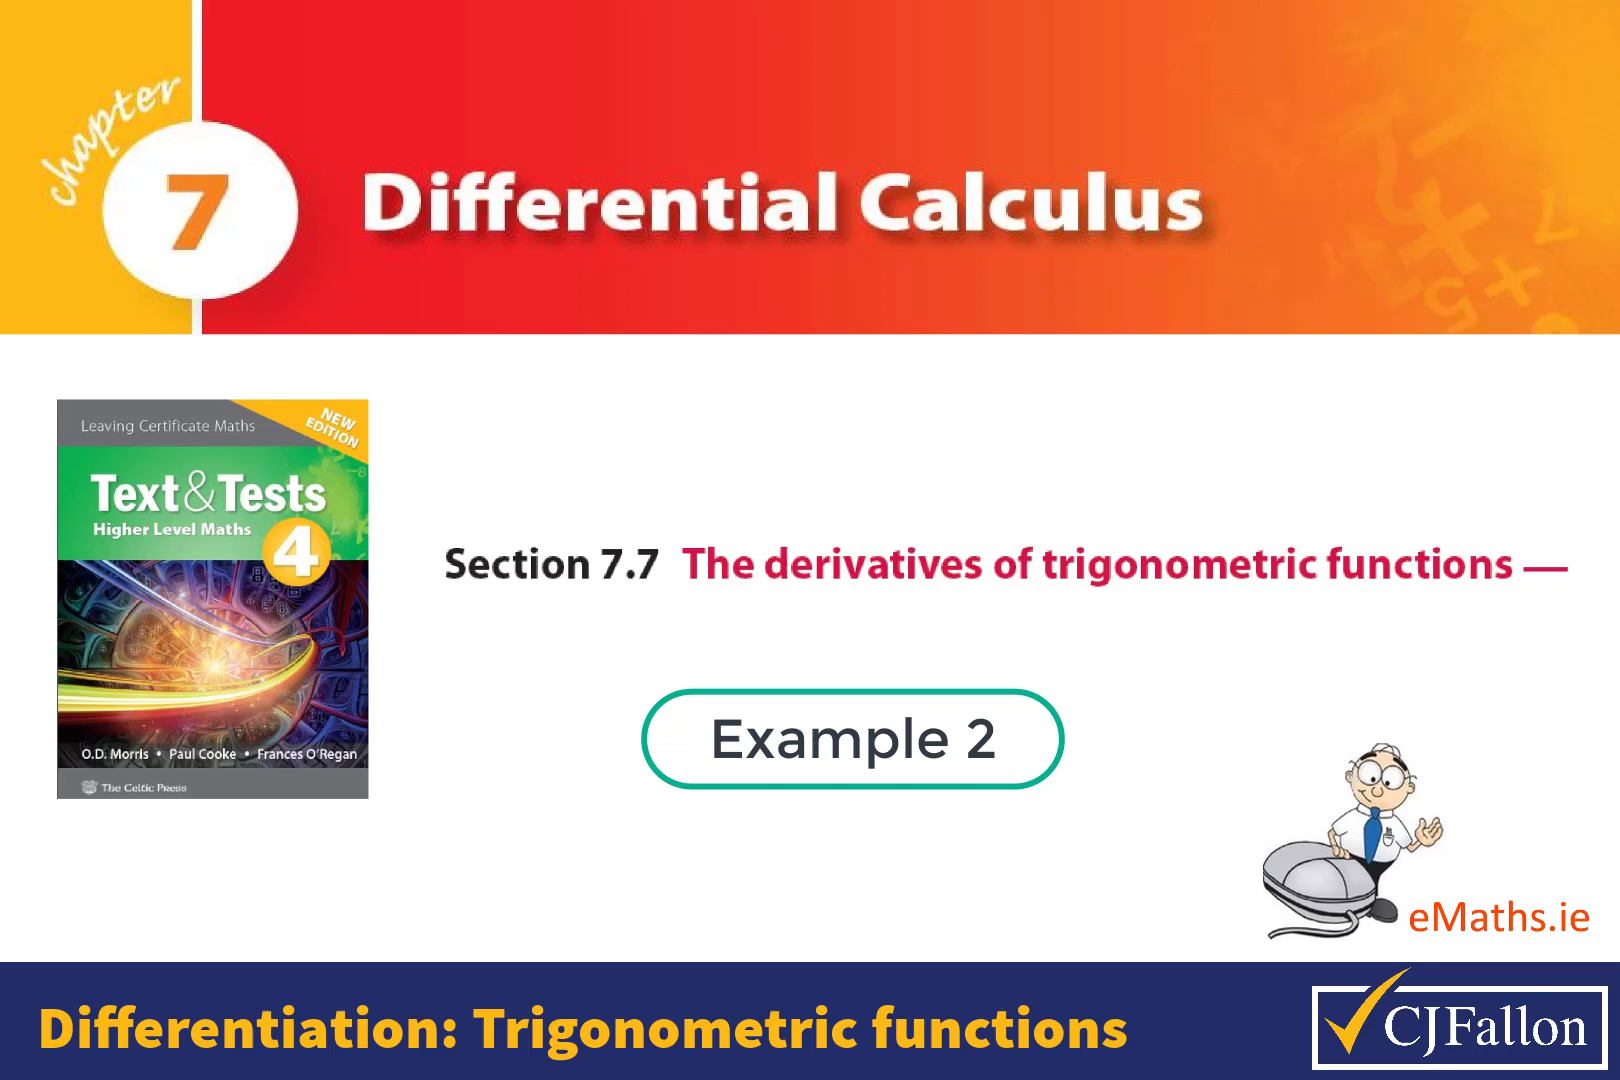 chapter
7
Differential Calculus
Leaving Certificate Maths
NEW
EDITION
Text&Tests
Higher Level Maths
4
O.D. Morris • Paul Cooke • Frances O'Regan
The Celtic Press
Section 7.7 The derivatives of trigonometric functions —
Example 2
eMaths.ie
Differentiation: Trigonometric functions
CJFallon